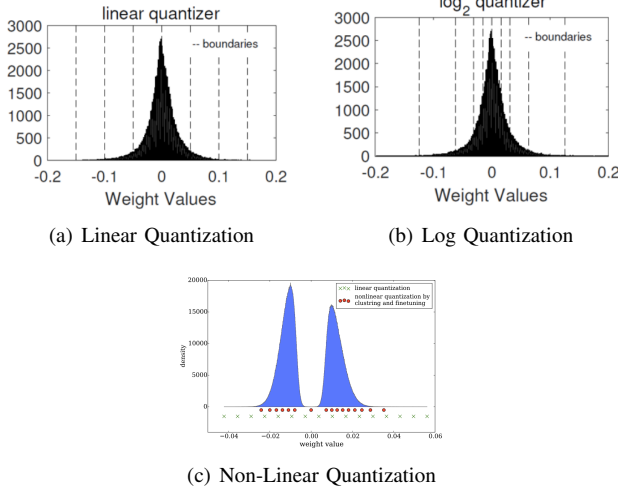 linear quantizer
3000
2500
2000
1500
1000
500
0
-- boundaries
-0.2 -0.1 0 0.1 0.2
Weight Values
(a) Linear Quantization
log2 quantizer
3000
2500
2000
1500
1000
500
0
-- boundaries
-0.2 -0.1 0 0.1 0.2
Weight Values
(b) Log Quantization
20000
15000
10000
5000
0
density
linear quantization
nonlinear quantization by
clustring and finetuning
−0.04 −0.02 0.00 0.02 0.04 0.06
weight value
(c) Non-Linear Quantization